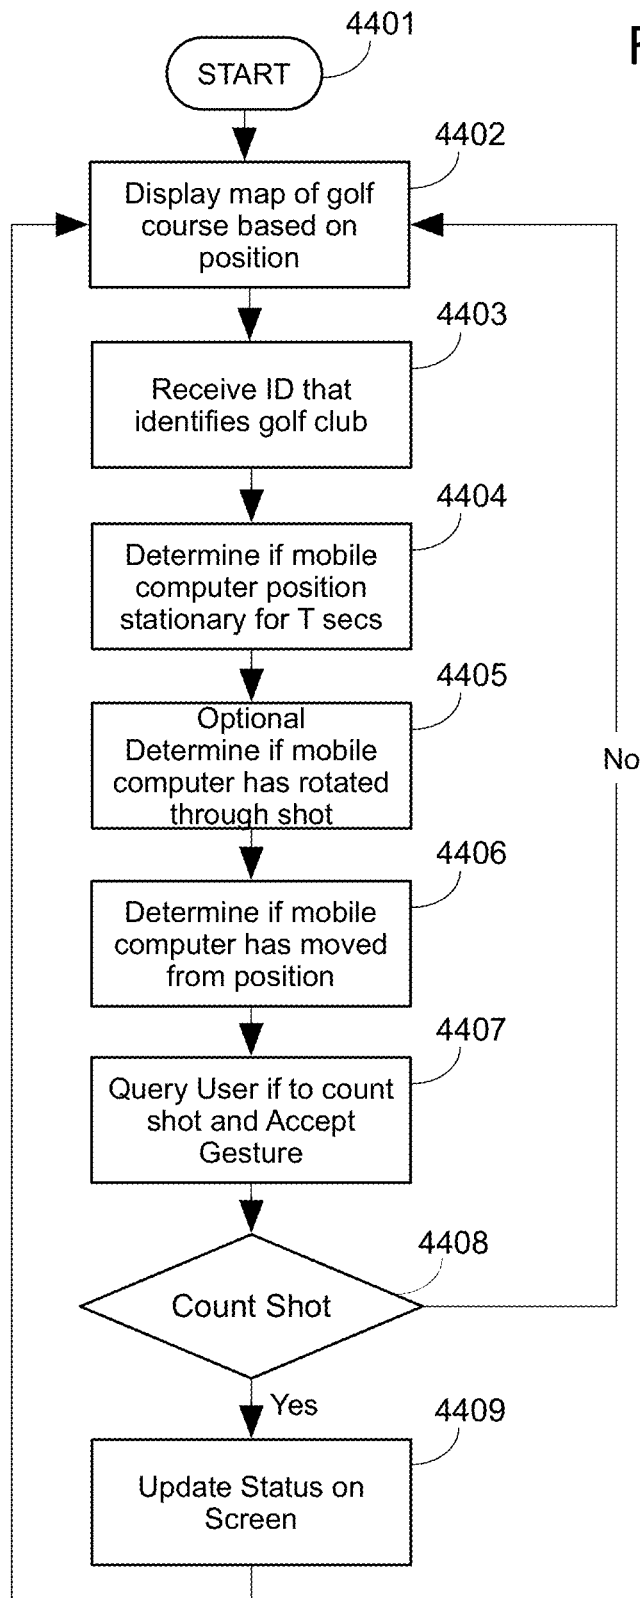 4401
F
START
4402
Display map of golf
course based on
position
4403
Receive ID that
identifies golf club
4404
Determine if mobile
computer position
stationary for T secs
4405
Optional
Determine if mobile
computer has rotated
through shot
No
4406
Determine if mobile
computer has moved
from position
4407
Query User if to count
shot and Accept
Gesture
4408
Count Shot
Yes
4409
Update Status on
Screen